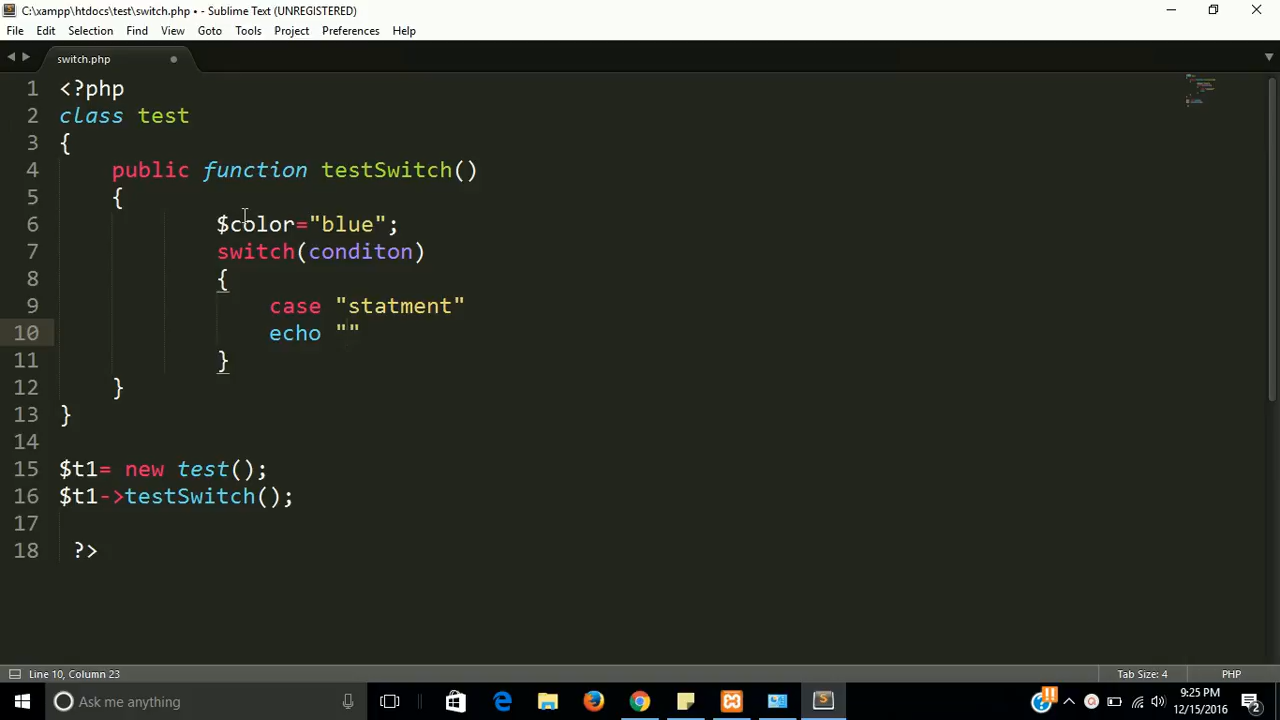 C:\xampp\htdocs\test\switch.php • - Sublime Text (UNREGISTERED)
File Edit Selection Find View Goto Tools Project Preferences Help
switch.php
1 <?php
2 class test
3 {
4 public function testSwitch()
5 {
6 $color="blue";
7 switch(conditon)
8 {
9 case "statment"
10 echo ""
11 }
12 }
13 }
14
15 $t1= new test();
16 $t1->testSwitch();
17
18 ?>
Line 10, Column 23 Tab Size: 4 PHP
Ask me anything 9:25 PM
12/15/2016 2